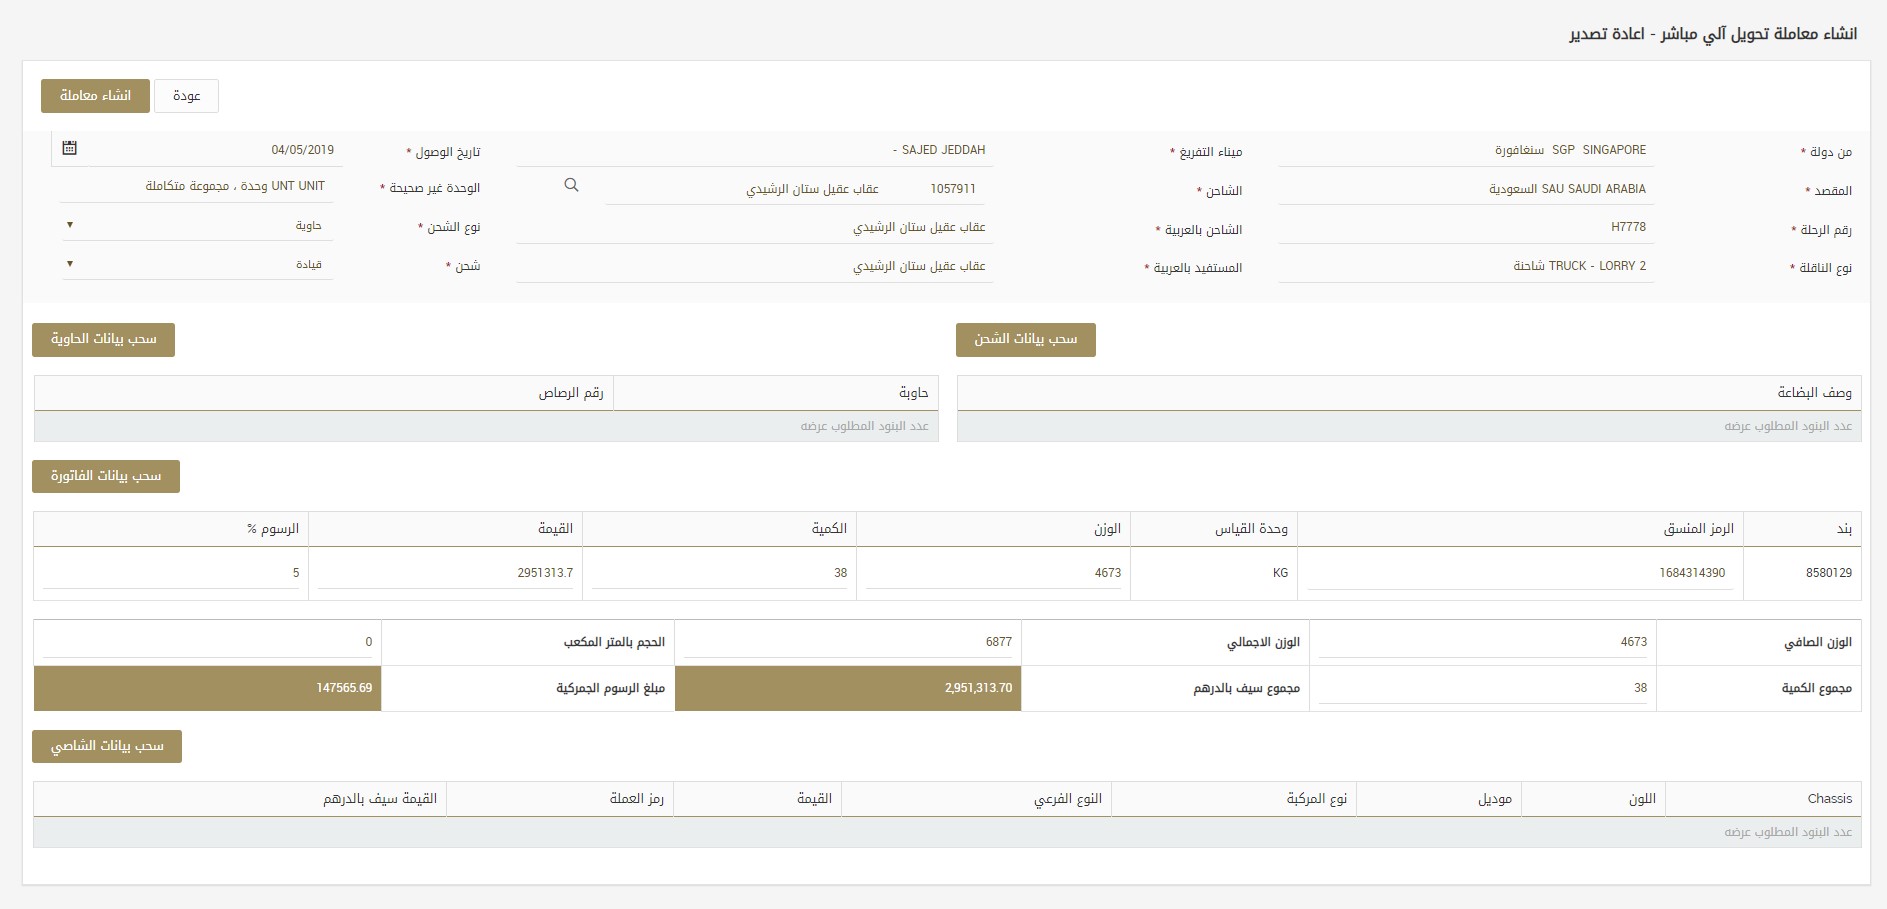 انشاء معاملة تحويل آلي مباشر - اعادة تصدير
عودة
انشاء معاملة
من دولة * SGP SINGAPORE سنغافورة
ميناء التفريغ * SAJED JEDDAH -
تاريخ الوصول * 04/05/2019
المقصد * SAU SAUDI ARABIA السعودية
الشاحن * 1057911 عقاب عقيل ستان الرشيدي
الوحدة غير صحيحة * UNT UNIT وحدة ، مجموعة متكاملة
رقم الرحلة * H7778
الشاحن بالعربية * عقاب عقيل ستان الرشيدي
نوع الشحن * حاوية
نوع الناقلة * TRUCK - LORRY 2 شاحنة
المستفيد بالعربية * عقاب عقيل ستان الرشيدي
شحن * قيادة
سحب بيانات الشحن
سحب بيانات الحاوية
وصف البضاعة
حاوية رقم الرصاص
عدد البنود المطلوب عرضه
عدد البنود المطلوب عرضه
سحب بيانات الفاتورة
بند الرمز المنسق وحدة القياس الوزن الكمية القيمة الرسوم %
8580129 1684314390 KG 4673 38 2951313.7 5
الوزن الصافي 4673 الوزن الاجمالي 6877 الحجم بالمتر المكعب 0
مجموع الكمية 38 مجموع سيف بالدرهم 2,951,313.70 مبلغ الرسوم الجمركية 147565.69
سحب بيانات الشاصي
Chassis اللون موديل نوع المركبة النوع الفرعي القيمة رمز العملة القيمة سيف بالدرهم
عدد البنود المطلوب عرضه